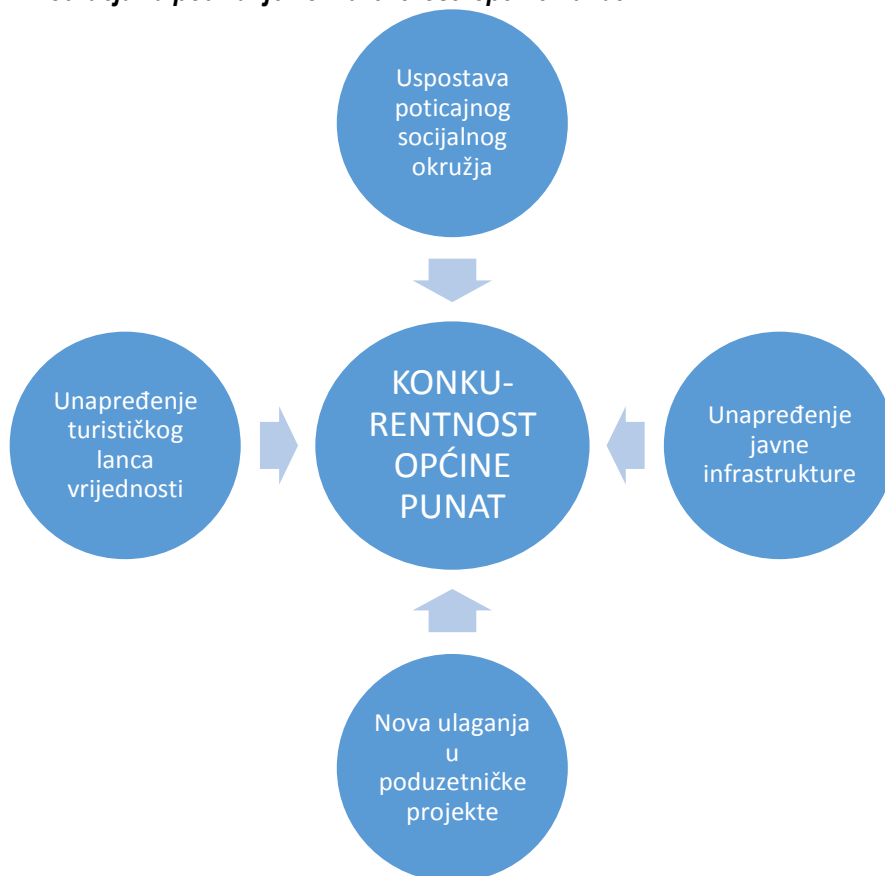 Uspostava
poticajnog
socijalnog
okružja
Unapređenje
turističkog
lanca
vrijednosti
KONKU-
RENTNOST
OPĆINE
PUNAT
Unapređenje
javne
infrastrukture
Nova ulaganja
u
poduzetničke
projekte